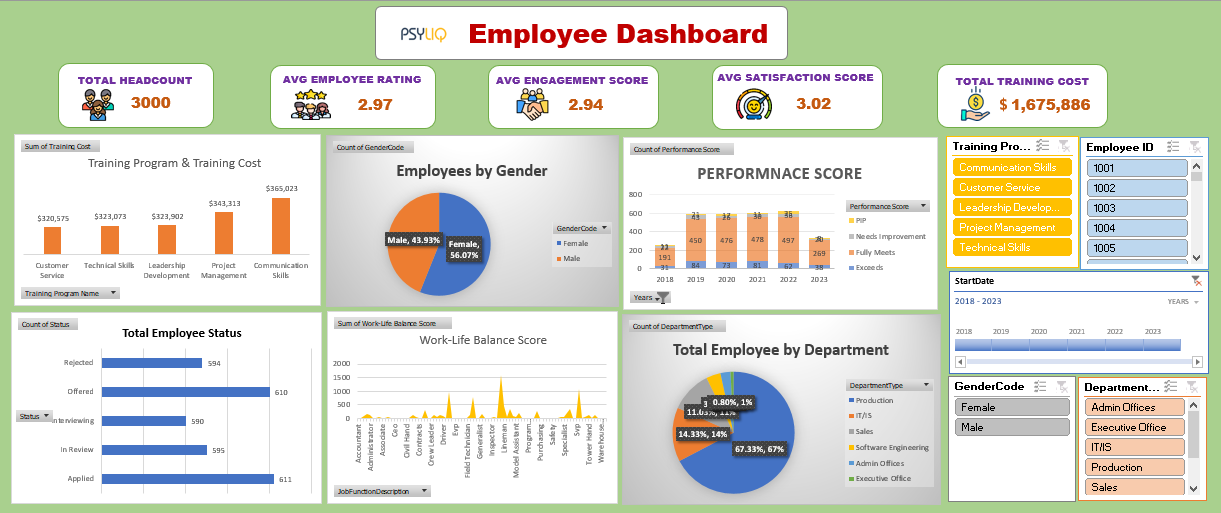 PSYLIQ Employee Dashboard
TOTAL HEADCOUNT
3000
AVG EMPLOYEE RATING
2.97
AVG ENGAGEMENT SCORE
2.94
AVG SATISFACTION SCORE
3.02
TOTAL TRAINING COST
$ 1,675,886
Sum of Training Cost
Training Program & Training Cost
$320,575
$323,073
$323,902
$343,313
$365,023
Customer Service
Technical Skills
Leadership Development
Project Management
Communication Skills
Training Program Name
Count of GenderCode
Employees by Gender
Male, 43.93%
Female, 56.07%
GenderCode
Female
Male
Count of Performance Score
PERFORMNACE SCORE
800
600
400
200
0
191
31
450
84
476
73
478
81
497
62
269
38
2018
2019
2020
2021
2022
2023
Performance Score
PIP
Needs Improvement
Fully Meets
Exceeds
Years
Training Pro...
Communication Skills
Customer Service
Leadership Develop...
Project Management
Technical Skills
Employee ID
1001
1002
1003
1004
1005
StartDate
2018 - 2023
YEARS
2018
2019
2020
2021
2022
2023
Count of Status
Total Employee Status
Rejected
594
Offered
610
Status
Interviewing
590
In Review
595
Applied
611
Sum of Work-Life Balance Score
Work-Life Balance Score
2000
1500
1000
500
0
Accountant
Administrator
Associate
Ceo
Civil Hand
Contracts
Crew Leader
Driver
Evp
Field Technician
Generalist
Inspector
Lineman
Model Assistant
Program...
Purchasing
Safety
Specialist
Svp
Tower Hand
Warehouse...
JobFunctionDescription
Count of DepartmentType
Total Employee by Department
0.80%, 1%
11.03%, 11%
14.33%, 14%
67.33%, 67%
DepartmentType
Production
IT/IS
Sales
Software Engineering
Admin Offices
Executive Office
GenderCode
Female
Male
Department...
Admin Offices
Executive Office
IT/IS
Production
Sales